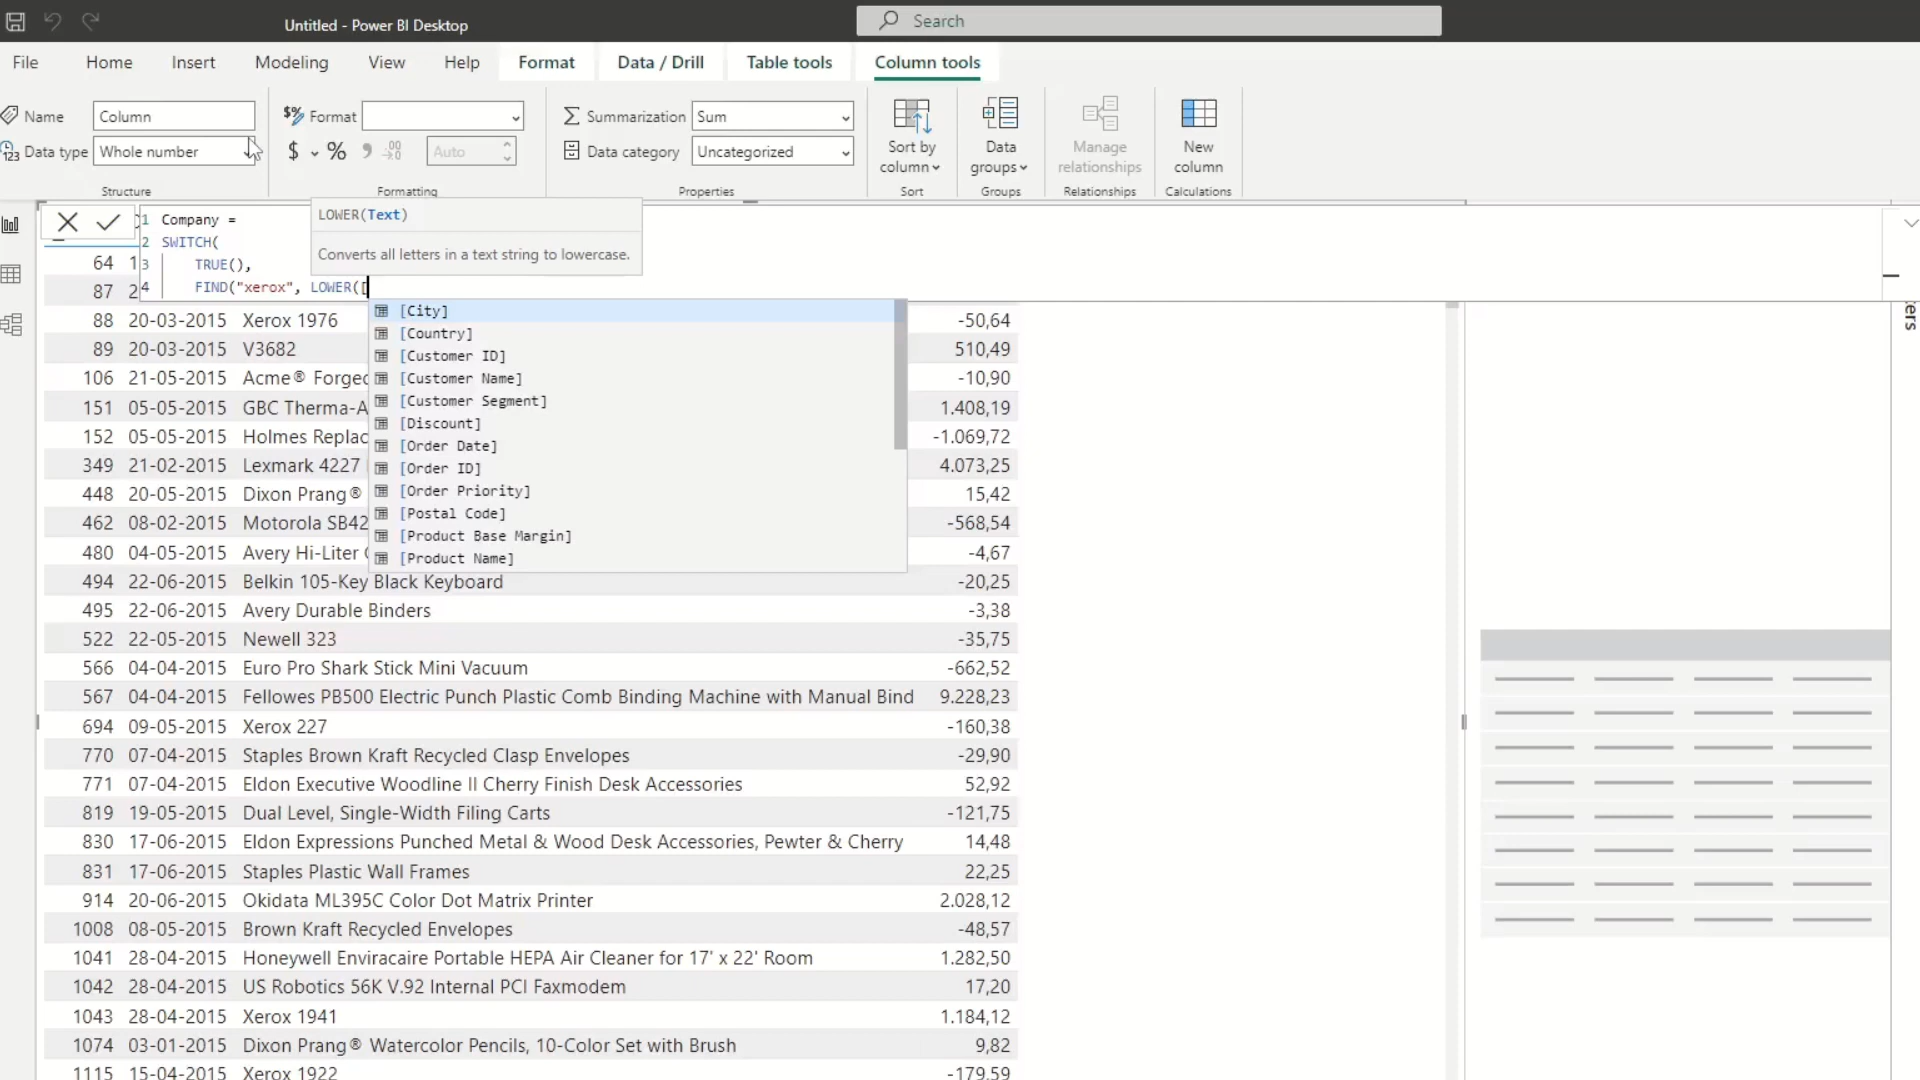 Untitled - Power BI Desktop
Search
File Home Insert Modeling View Help Format Data / Drill Table tools Column tools
Name Column $% Format Σ Summarization Sum
Data type Whole number $ % Auto Data category Uncategorized
Sort by column
Data groups
Manage relationships
New column
Structure Formatting Properties Sort Groups Relationships Calculations
LOWER(Text)
Converts all letters in a text string to lowercase.
1 Company =
2 SWITCH(
3 TRUE(),
4 FIND("xerox", LOWER([
[City]
[Country]
[Customer ID]
[Customer Name]
[Customer Segment]
[Discount]
[Order Date]
[Order ID]
[Order Priority]
[Postal Code]
[Product Base Margin]
[Product Name]
64 1
87 2
88 20-03-2015 Xerox 1976 -50,64
89 20-03-2015 V3682 510,49
106 21-05-2015 Acme® Forged -10,90
151 05-05-2015 GBC Therma-A 1.408,19
152 05-05-2015 Holmes Replac -1.069,72
349 21-02-2015 Lexmark 4227 4.073,25
448 20-05-2015 Dixon Prang® 15,42
462 08-02-2015 Motorola SB42 -568,54
480 04-05-2015 Avery Hi-Liter -4,67
494 22-06-2015 Belkin 105-Key Black Keyboard -20,25
495 22-06-2015 Avery Durable Binders -3,38
522 22-05-2015 Newell 323 -35,75
566 04-04-2015 Euro Pro Shark Stick Mini Vacuum -662,52
567 04-04-2015 Fellowes PB500 Electric Punch Plastic Comb Binding Machine with Manual Bind 9.228,23
694 09-05-2015 Xerox 227 -160,38
770 07-04-2015 Staples Brown Kraft Recycled Clasp Envelopes -29,90
771 07-04-2015 Eldon Executive Woodline II Cherry Finish Desk Accessories 52,92
819 19-05-2015 Dual Level, Single-Width Filing Carts -121,75
830 17-06-2015 Eldon Expressions Punched Metal & Wood Desk Accessories, Pewter & Cherry 14,48
831 17-06-2015 Staples Plastic Wall Frames 22,25
914 20-06-2015 Okidata ML395C Color Dot Matrix Printer 2.028,12
1008 08-05-2015 Brown Kraft Recycled Envelopes -48,57
1041 28-04-2015 Honeywell Enviracaire Portable HEPA Air Cleaner for 17' x 22' Room 1.282,50
1042 28-04-2015 US Robotics 56K V.92 Internal PCI Faxmodem 17,20
1043 28-04-2015 Xerox 1941 1.184,12
1074 03-01-2015 Dixon Prang® Watercolor Pencils, 10-Color Set with Brush 9,82
1115 15-04-2015 Xerox 1922 -179,59
ers